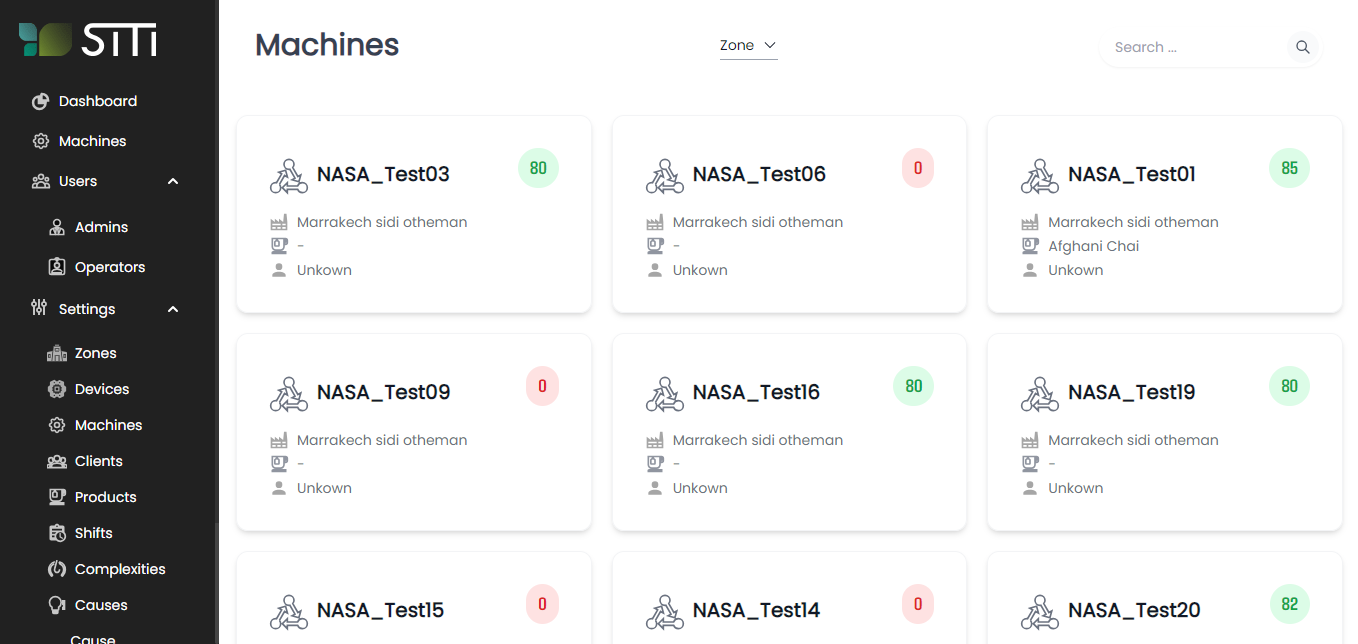 SITI
Dashboard
Machines
Users
Admins
Operators
Settings
Zones
Devices
Machines
Clients
Products
Shifts
Complexities
Causes
Cause
Machines
Zone
Search ...
NASA_Test03
80
Marrakech sidi otheman
-
Unkown
NASA_Test06
0
Marrakech sidi otheman
-
Unkown
NASA_Test01
85
Marrakech sidi otheman
Afghani Chai
Unkown
NASA_Test09
0
Marrakech sidi otheman
-
Unkown
NASA_Test16
80
Marrakech sidi otheman
-
Unkown
NASA_Test19
80
Marrakech sidi otheman
-
Unkown
NASA_Test15
0
NASA_Test14
0
NASA_Test20
82